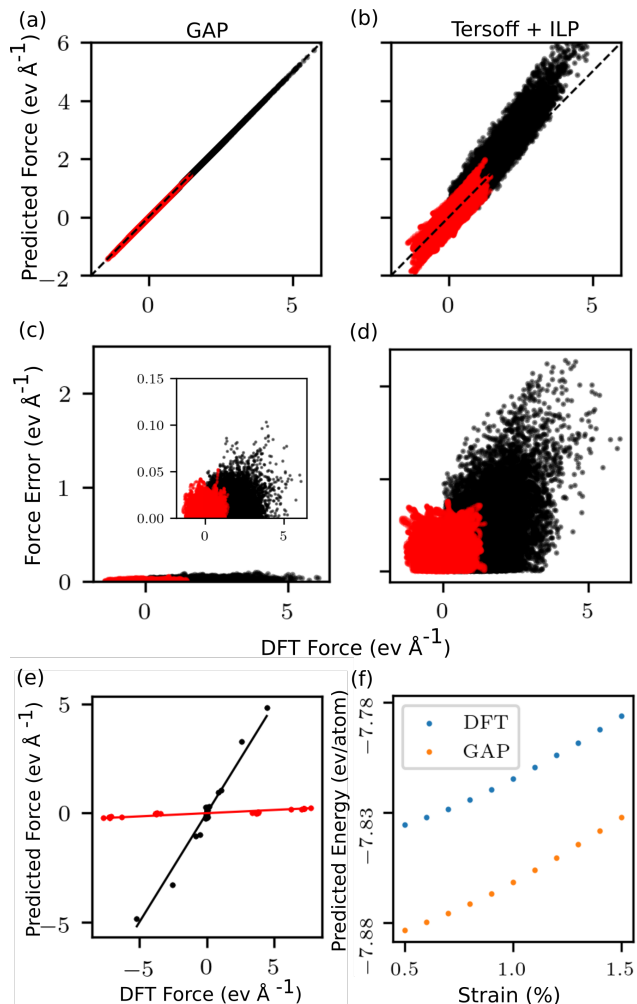 (a)
GAP
(b)
Tersoff + ILP
Predicted Force (ev Å⁻¹)
6
4
2
0
−2
0
5
0
5
(c)
(d)
Force Error (ev Å⁻¹)
2
1
0
0.15
0.10
0.05
0.00
0
5
0
5
0
5
DFT Force (ev Å⁻¹)
(e)
(f)
Predicted Force (ev Å⁻¹)
5
0
−5
−5
0
5
DFT Force (ev Å⁻¹)
Predicted Energy (ev/atom)
−7.78
−7.83
−7.88
DFT
GAP
0.5
1.0
1.5
Strain (%)